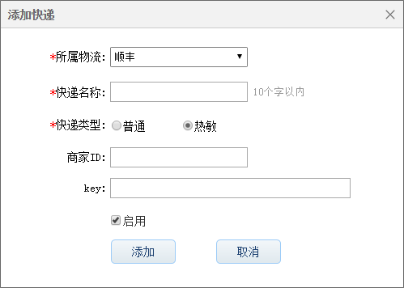 添加快递
*所属物流: 顺丰
*快递名称: 10个字以内
*快递类型: 普通 热敏
商家ID:
key:
启用
添加 取消